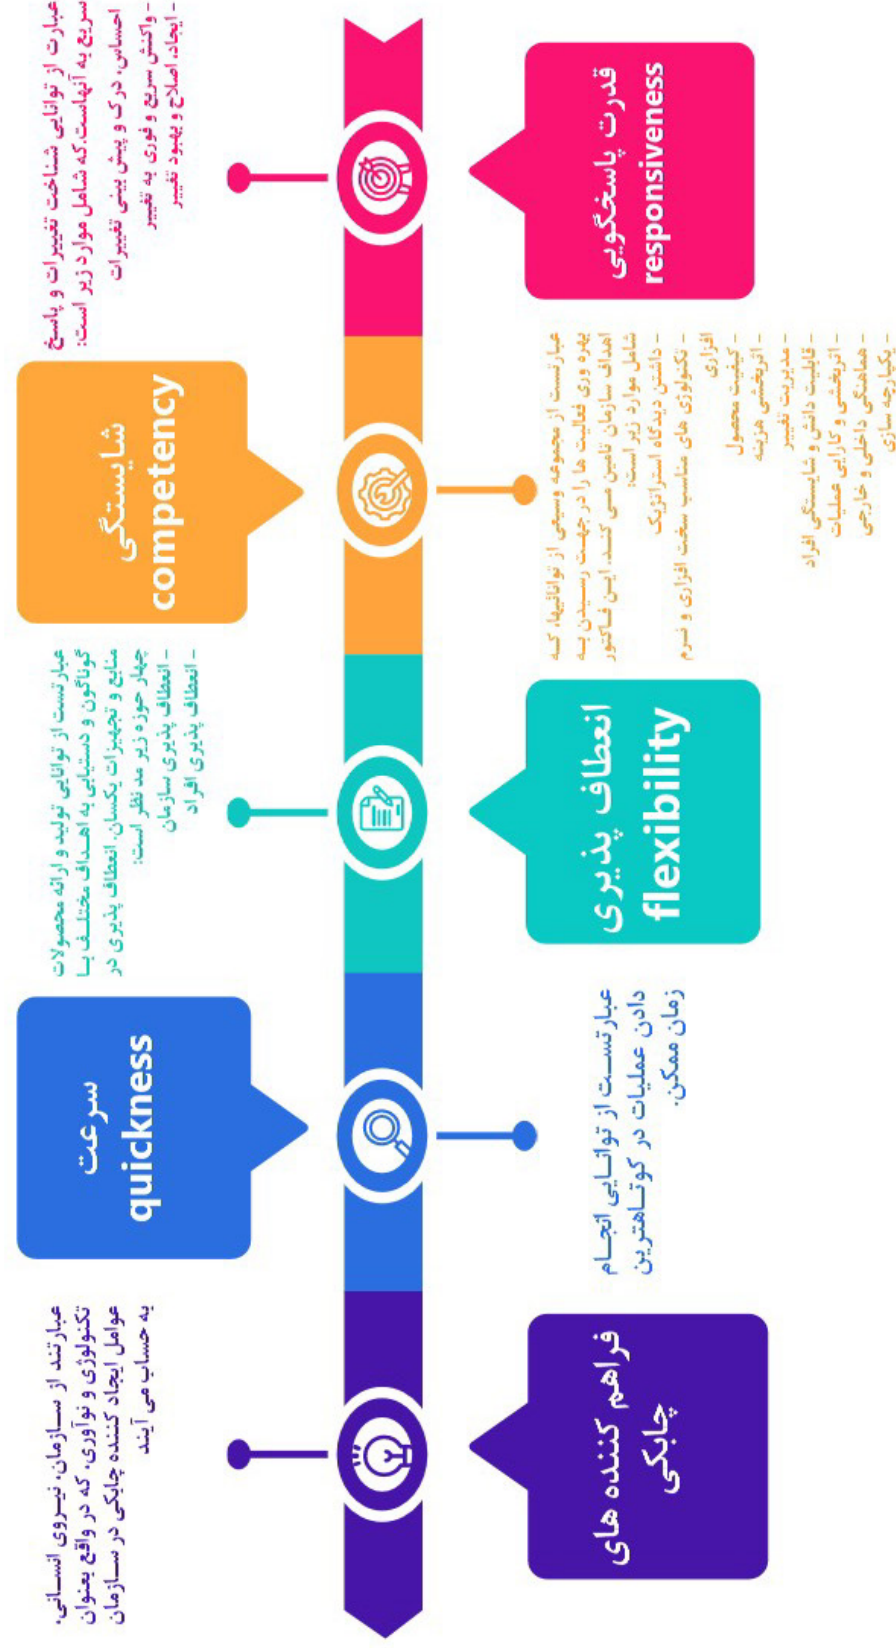 قدرت پاسخگویی
responsiveness
عبارت از توانایی شناخت تغییرات و پاسخ
سریع به آنهاست.که شامل موارد زیر است:
احساس، درک و پیش بینی تغییرات
- واکنش سریع و فوری به تغییر
- ایجاد، اصلاح و بهبود تغییر
شایستگی
competency
عبارتست از مجموعه وسیعی از تواناییها، که
بهره وری فعالیت ها را در جهت رسیدن به
اهداف سازمان تامین می کند. این فاکتور
شامل موارد زیر است:
- داشتن دیدگاه استراتژیک
- تکنولوژی های مناسب سخت افزاری و نرم
افزاری
- کیفیت محصول
- اثربخشی هزینه
- مدیریت تغییر
- قابلیت دانش و شایستگی افراد
- اثربخشی و کارایی عملیات
- هماهنگی داخلی و خارجی
- یکپارچه سازی
انعطاف پذیری
flexibility
عبارتست از توانایی تولید و ارائه محصولات
گوناگون و دستیابی به اهداف مختلف با
منابع و تجهیزات یکسان. انعطاف پذیری در
چهار حوزه زیر مد نظر است:
- انعطاف پذیری سازمان
- انعطاف پذیری افراد
سرعت
quickness
عبارتست از توانایی انجام
دادن عملیات در کوتاهترین
زمان ممکن.
فراهم کننده های
چابکی
عبارتند از سازمان، نیروی انسانی،
تکنولوژی و نوآوری، که در واقع بعنوان
عوامل ایجاد کننده چابکی در سازمان
به حساب می آیند